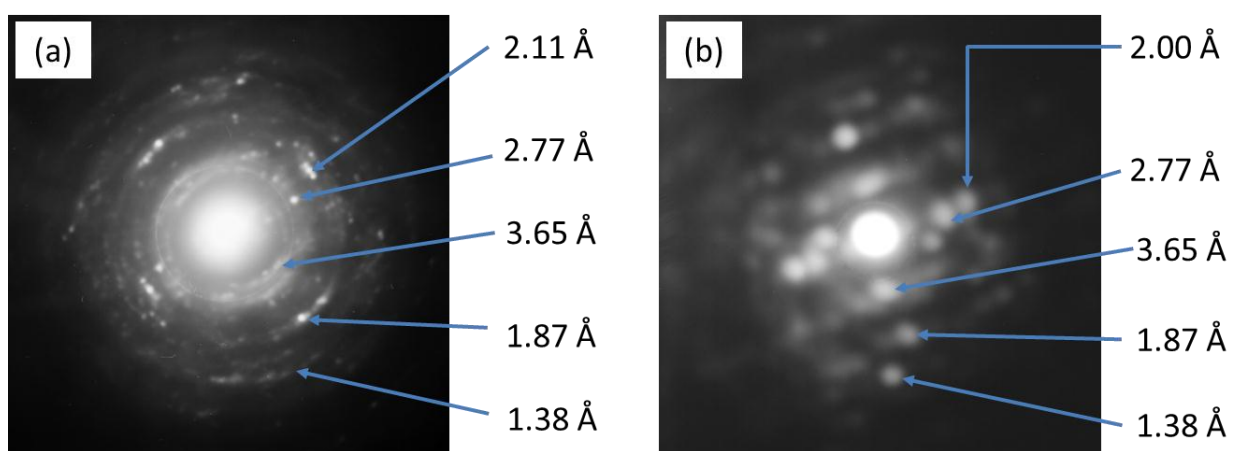 (a)
2.11 Å
2.77 Å
3.65 Å
1.87 Å
1.38 Å
(b)
2.00 Å
2.77 Å
3.65 Å
1.87 Å
1.38 Å